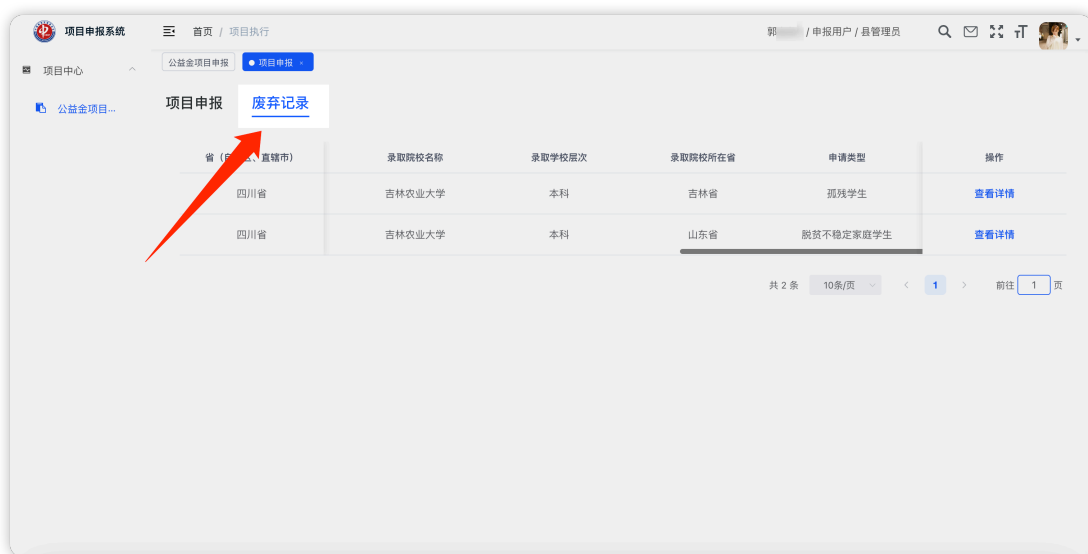 项目申报系统
首页 / 项目执行
郭 / 申报用户 / 县管理员
项目中心
公益金项目申报
项目申报 ×
公益金项目...
项目申报
废弃记录
省（自 区、直辖市）
录取院校名称
录取学校层次
录取院校所在省
申请类型
操作
四川省
吉林农业大学
本科
吉林省
孤残学生
查看详情
四川省
吉林农业大学
本科
山东省
脱贫不稳定家庭学生
查看详情
共 2 条
10条/页
1
前往 1 页